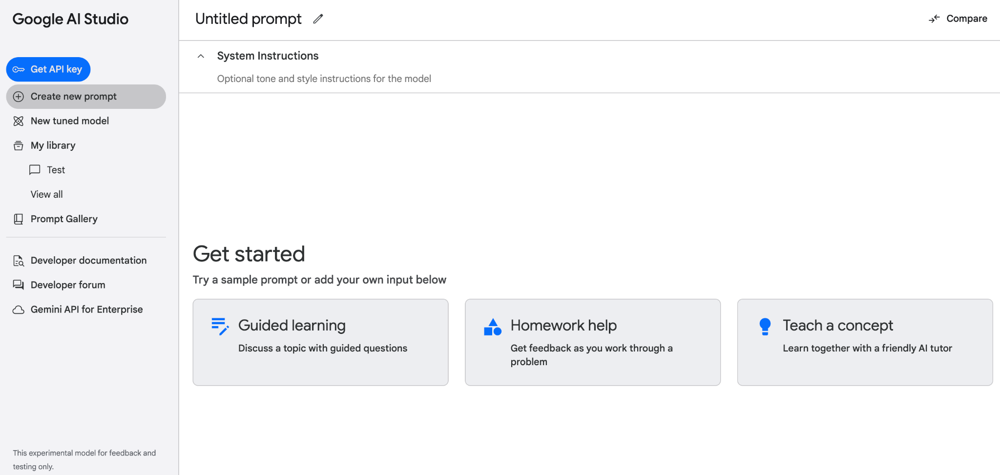 Google AI Studio
Get API key
Create new prompt
New tuned model
My library
Test
View all
Prompt Gallery
Developer documentation
Developer forum
Gemini API for Enterprise
This experimental model for feedback and
testing only.
Untitled prompt
Compare
System Instructions
Optional tone and style instructions for the model
Get started
Try a sample prompt or add your own input below
Guided learning
Discuss a topic with guided questions
Homework help
Get feedback as you work through a
problem
Teach a concept
Learn together with a friendly AI tutor